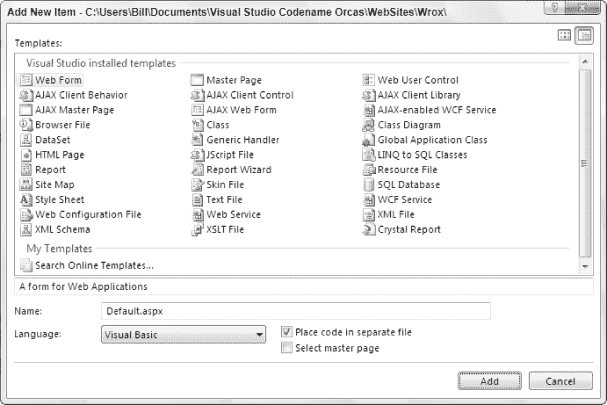 Add New Item - C:\Users\Bill\Documents\Visual Studio Codename Orcas\WebSites\Wrox\
Templates:
Visual Studio installed templates
Web Form Master Page Web User Control
AJAX Client Behavior AJAX Client Control AJAX Client Library
AJAX Master Page AJAX Web Form AJAX-enabled WCF Service
Browser File Class Class Diagram
DataSet Generic Handler Global Application Class
HTML Page JScript File LINQ to SQL Classes
Report Report Wizard Resource File
Site Map Skin File SQL Database
Style Sheet Text File WCF Service
Web Configuration File Web Service XML File
XML Schema XSLT File Crystal Report
My Templates
Search Online Templates...
A form for Web Applications
Name: Default.aspx
Language: Visual Basic Place code in separate file
Select master page
Add Cancel